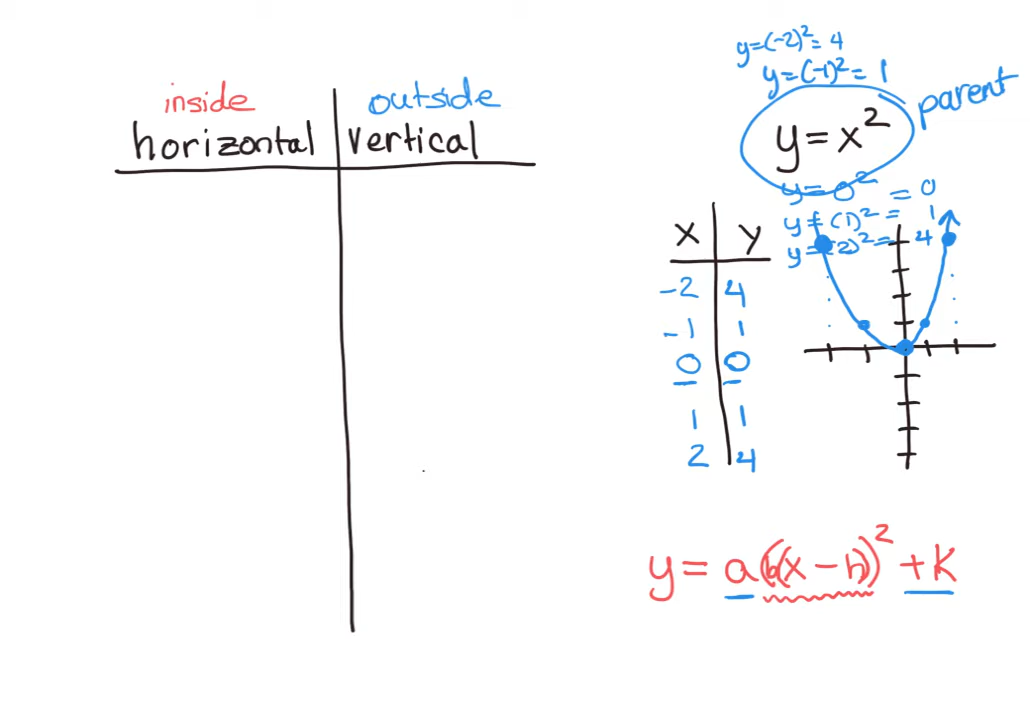 inside outside
horizontal vertical
y=(-2)²=4
y=(-1)²=1
y=x² parent
y=0²=0
y=(1)²=1
y=(2)²=4
x y
-2 4
-1 1
0 0
1 1
2 4
y=a(b(x-h))²+k